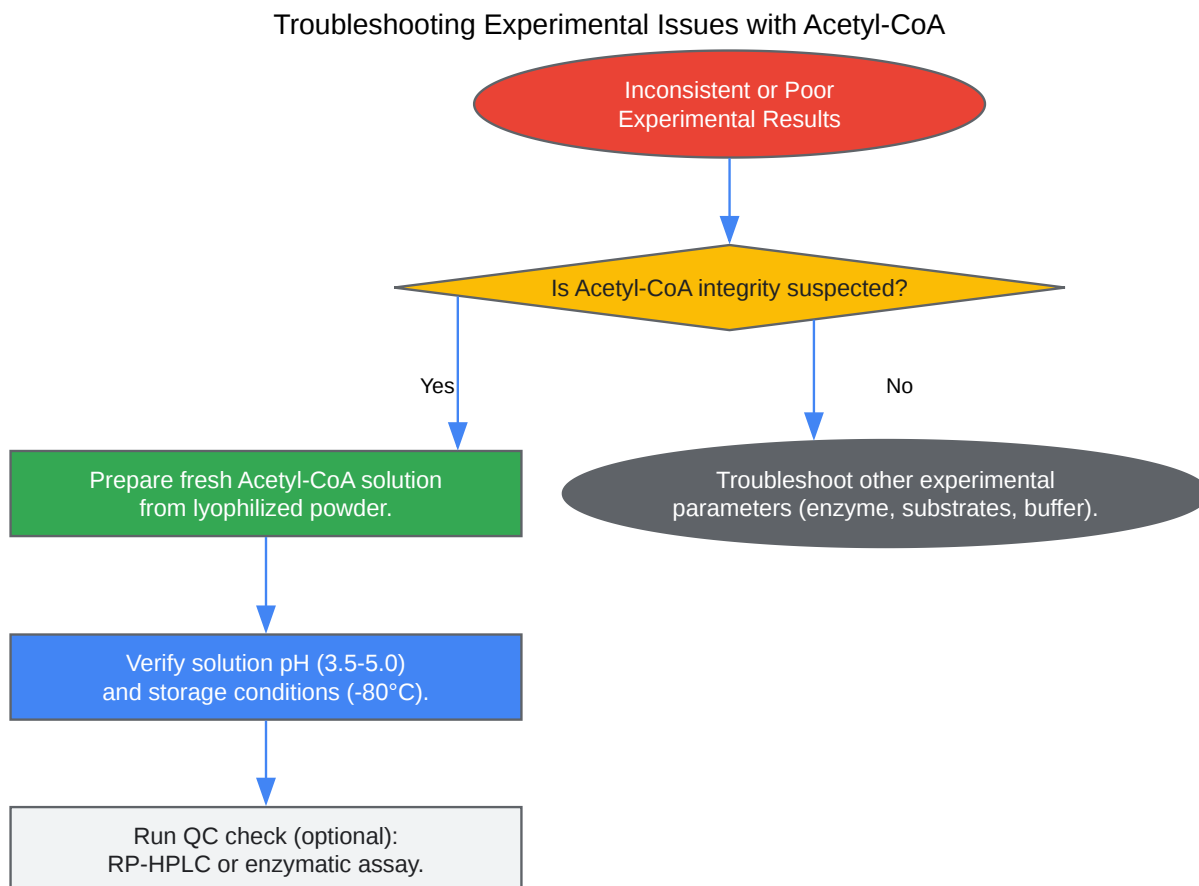 Troubleshooting Experimental Issues with Acetyl-CoA
Inconsistent or Poor
Experimental Results
Is Acetyl-CoA integrity suspected?
Yes
No
Prepare fresh Acetyl-CoA solution
from lyophilized powder.
Troubleshoot other experimental
parameters (enzyme, substrates, buffer).
Verify solution pH (3.5-5.0)
and storage conditions (-80°C).
Run QC check (optional):
RP-HPLC or enzymatic assay.